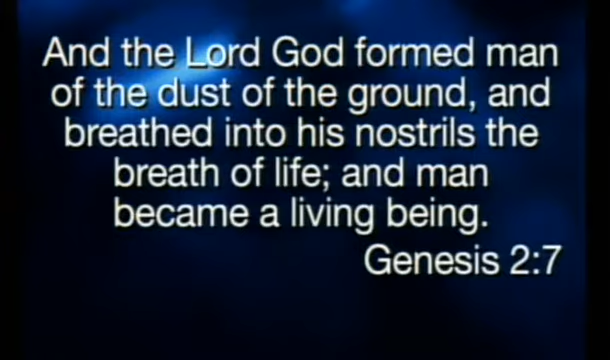 And the Lord God formed man
of the dust of the ground, and
breathed into his nostrils the
breath of life; and man
became a living being.
Genesis 2:7